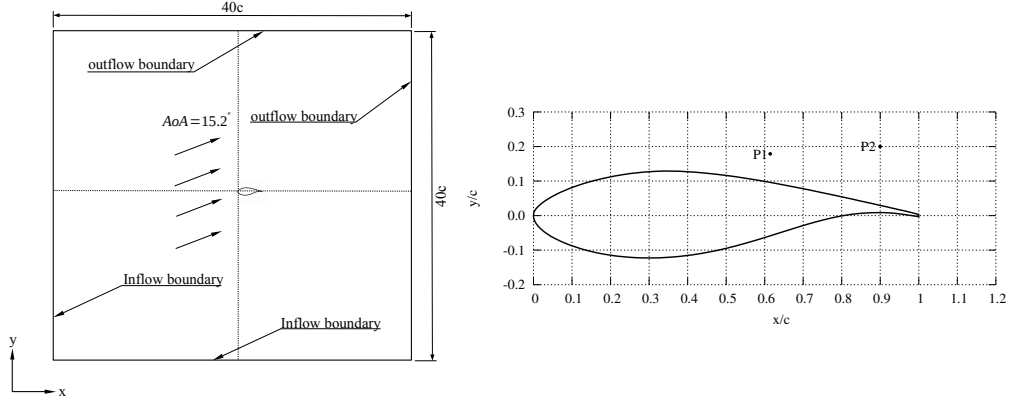 40c
outflow boundary
AoA=15.2°
outflow boundary
40c
Inflow boundary
Inflow boundary
y
x
0.3
0.2
0.1
0.0
-0.1
-0.2
y/c
P1
P2
0 0.1 0.2 0.3 0.4 0.5 0.6 0.7 0.8 0.9 1 1.1 1.2
x/c